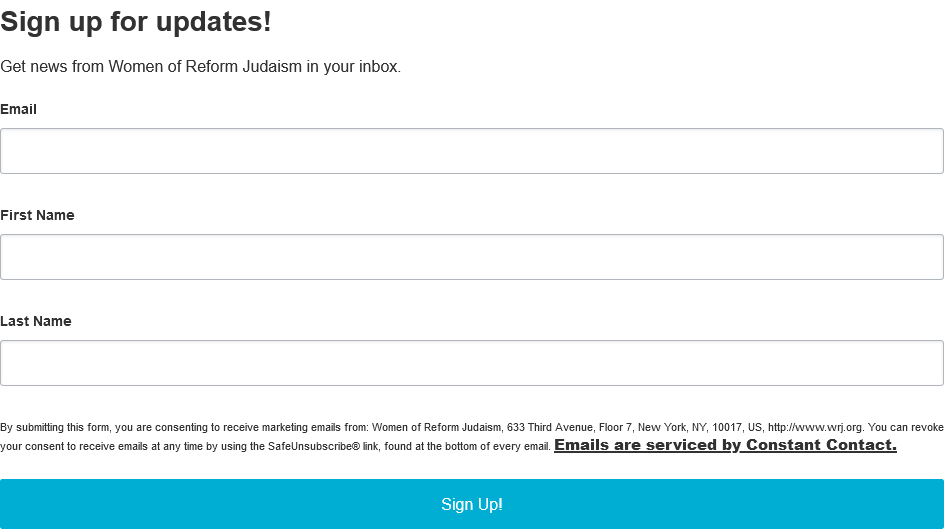 Sign up for updates!
Get news from Women of Reform Judaism in your inbox.
Email
First Name
Last Name
By submitting this form, you are consenting to receive marketing emails from: Women of Reform Judaism, 633 Third Avenue, Floor 7, New York, NY, 10017, US, http://www.wrj.org. You can revoke
your consent to receive emails at any time by using the SafeUnsubscribe® link, found at the bottom of every email. Emails are serviced by Constant Contact.
Sign Up!